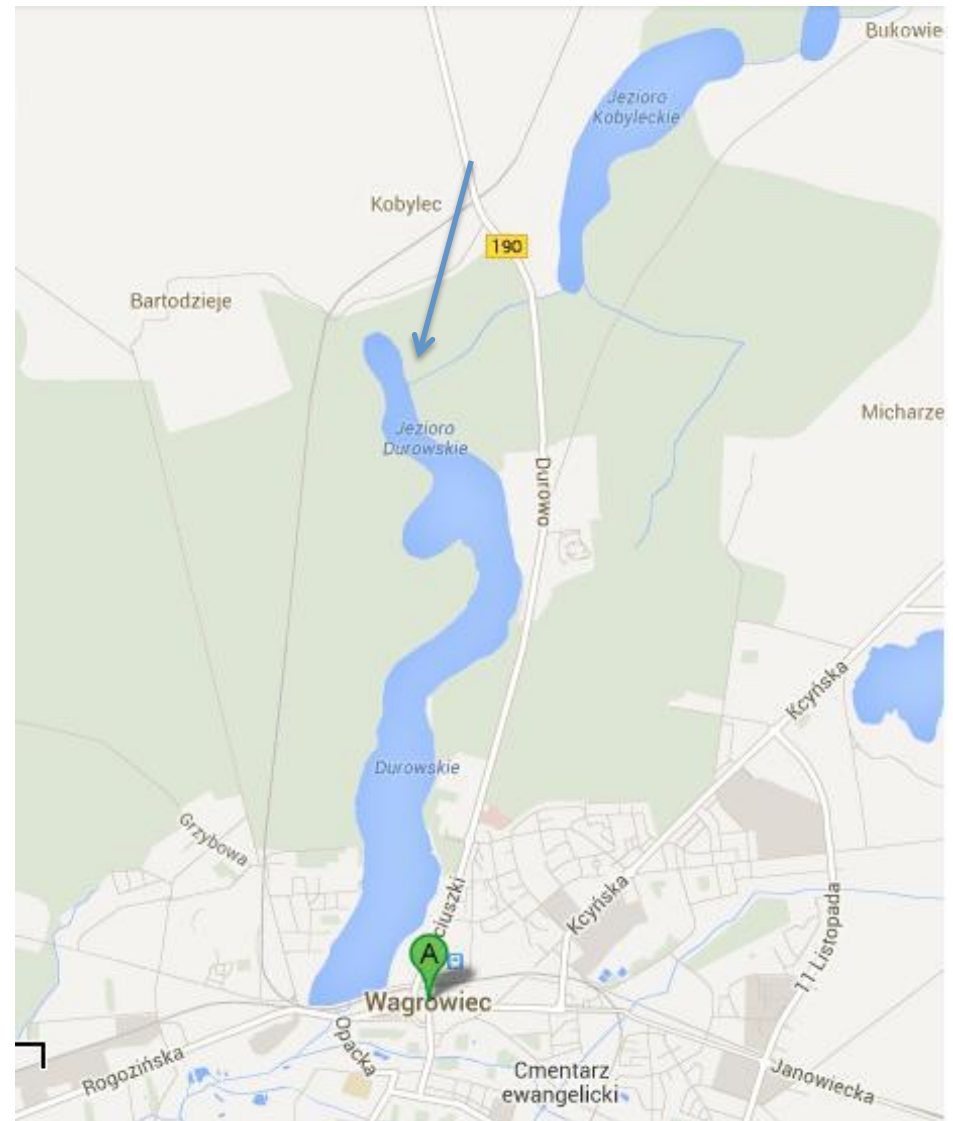 Bukowie
Jezioro
Kobyleckie
Kobylec
190
Bartodzieje
Micharze
Jezioro
Durowskie
Durowo
Kcyńska
Durowskie
Grzybowa
Kcyńska
ciuszki
11 Listopada
A
Wągrowiec
Opacka
Rogozińska
Cmentarz
ewangelicki
Janowiecka